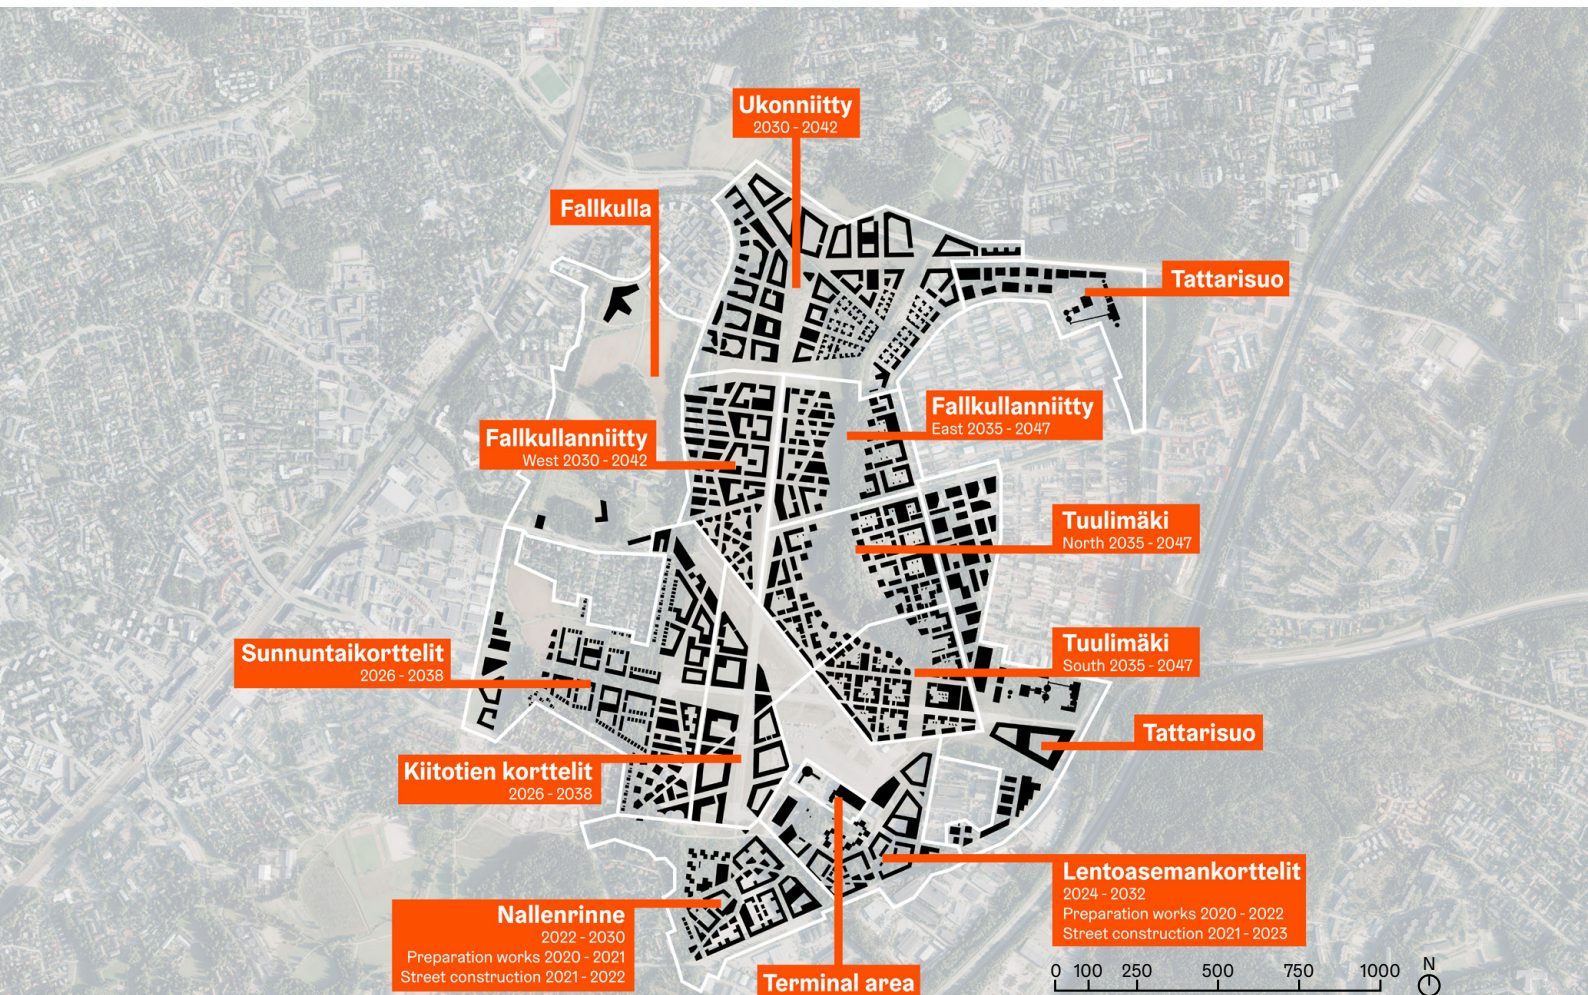 Ukonniitty
2030 - 2042
Fallkulla
Tattarisuo
Fallkullanniitty
East 2035 - 2047
Fallkullanniitty
West 2030 - 2042
Tuulimäki
North 2035 - 2047
Tuulimäki
South 2035 - 2047
Sunnuntaikorttelit
2026 - 2038
Tattarisuo
Kiitotien korttelit
2026 - 2038
Lentoasemankorttelit
2024 - 2032
Preparation works 2020 - 2022
Street construction 2021 - 2023
Nallenrinne
2022 - 2030
Preparation works 2020 - 2021
Street construction 2021 - 2022
Terminal area
0 100 250 500 750 1000 N